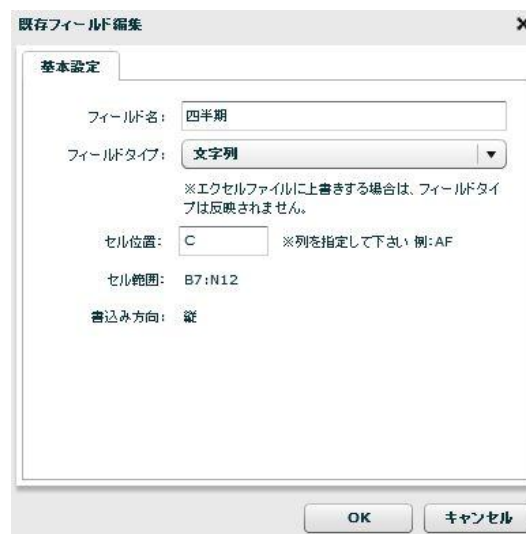 既存フィールド編集
基本設定
フィールド名： 四半期
フィールドタイプ： 文字列
※エクセルファイルに上書きする場合は、フィールドタイ
プは反映されません。
セル位置： C ※列を指定して下さい 例：AF
セル範囲： B7:N12
書込み方向： 縦
OK キャンセル